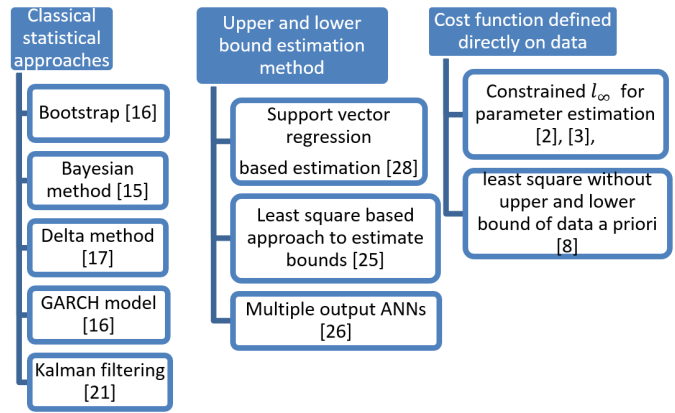 Classical
statistical
approaches
Bootstrap [16]
Bayesian
method [15]
Delta method
[17]
GARCH model
[16]
Kalman filtering
[21]
Upper and lower
bound estimation
method
Support vector
regression
based estimation [28]
Least square based
approach to estimate
bounds [25]
Multiple output ANNs
[26]
Cost function defined
directly on data
Constrained l∞ for
parameter estimation
[2], [3],
least square without
upper and lower
bound of data a priori
[8]